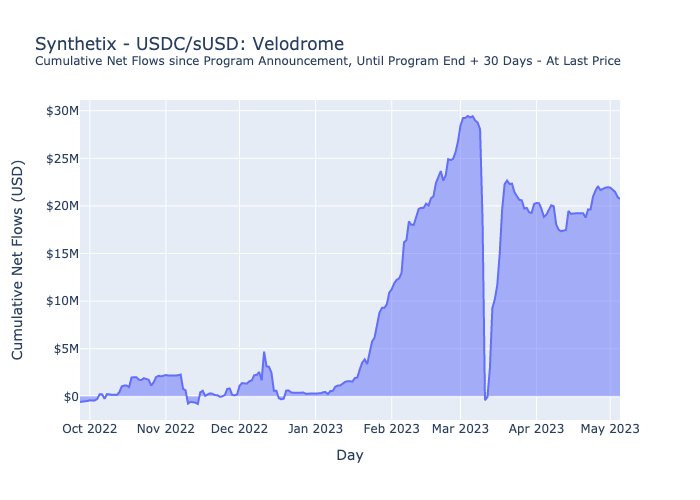 Synthetix - USDC/sUSD: Velodrome
Cumulative Net Flows since Program Announcement, Until Program End + 30 Days - At Last Price
Cumulative Net Flows (USD)
$30M
$25M
$20M
$15M
$10M
$5M
$0
Oct 2022 Nov 2022 Dec 2022 Jan 2023 Feb 2023 Mar 2023 Apr 2023 May 2023
Day